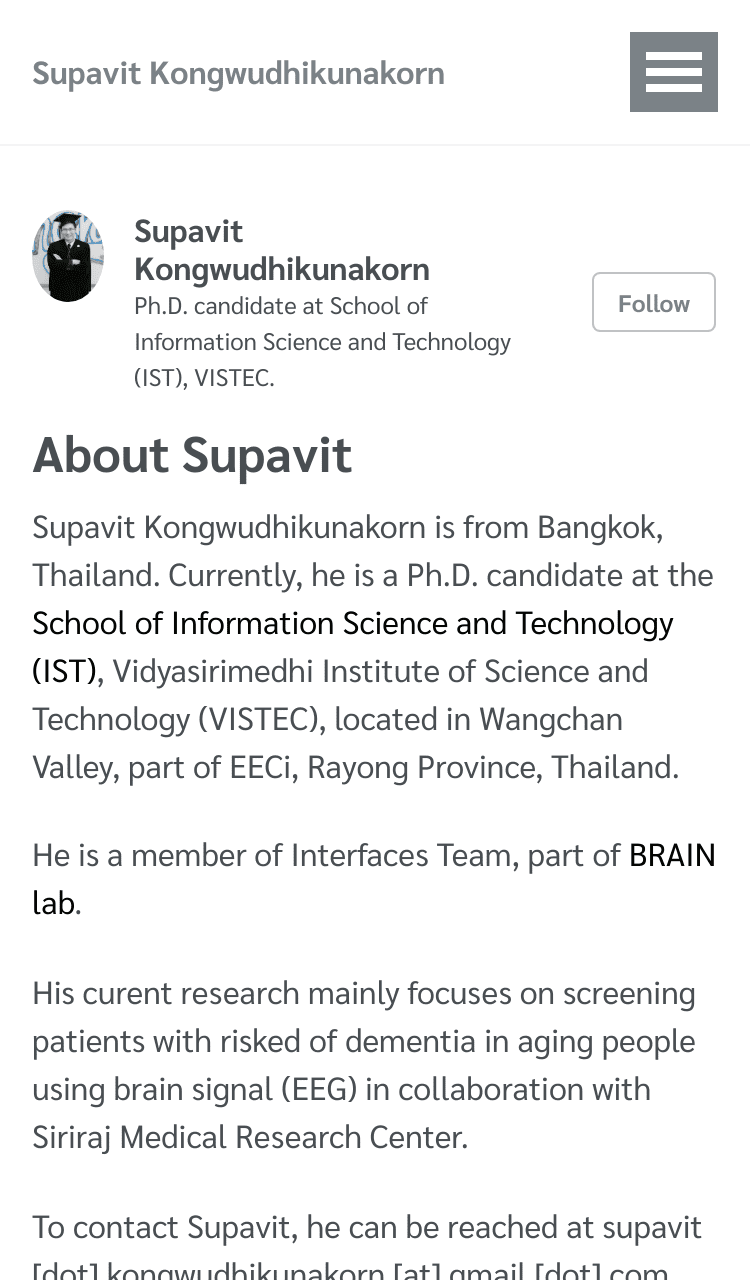 Supavit Kongwudhikunakorn
Supavit
Kongwudhikunakorn
Ph.D. candidate at School of
Information Science and Technology
(IST), VISTEC.
Follow
About Supavit
Supavit Kongwudhikunakorn is from Bangkok,
Thailand. Currently, he is a Ph.D. candidate at the
School of Information Science and Technology
(IST), Vidyasirimedhi Institute of Science and
Technology (VISTEC), located in Wangchan
Valley, part of EECi, Rayong Province, Thailand.
He is a member of Interfaces Team, part of BRAIN
lab.
His curent research mainly focuses on screening
patients with risked of dementia in aging people
using brain signal (EEG) in collaboration with
Siriraj Medical Research Center.
To contact Supavit, he can be reached at supavit
[dot] kongwudhikunakorn [at] gmail [dot] com